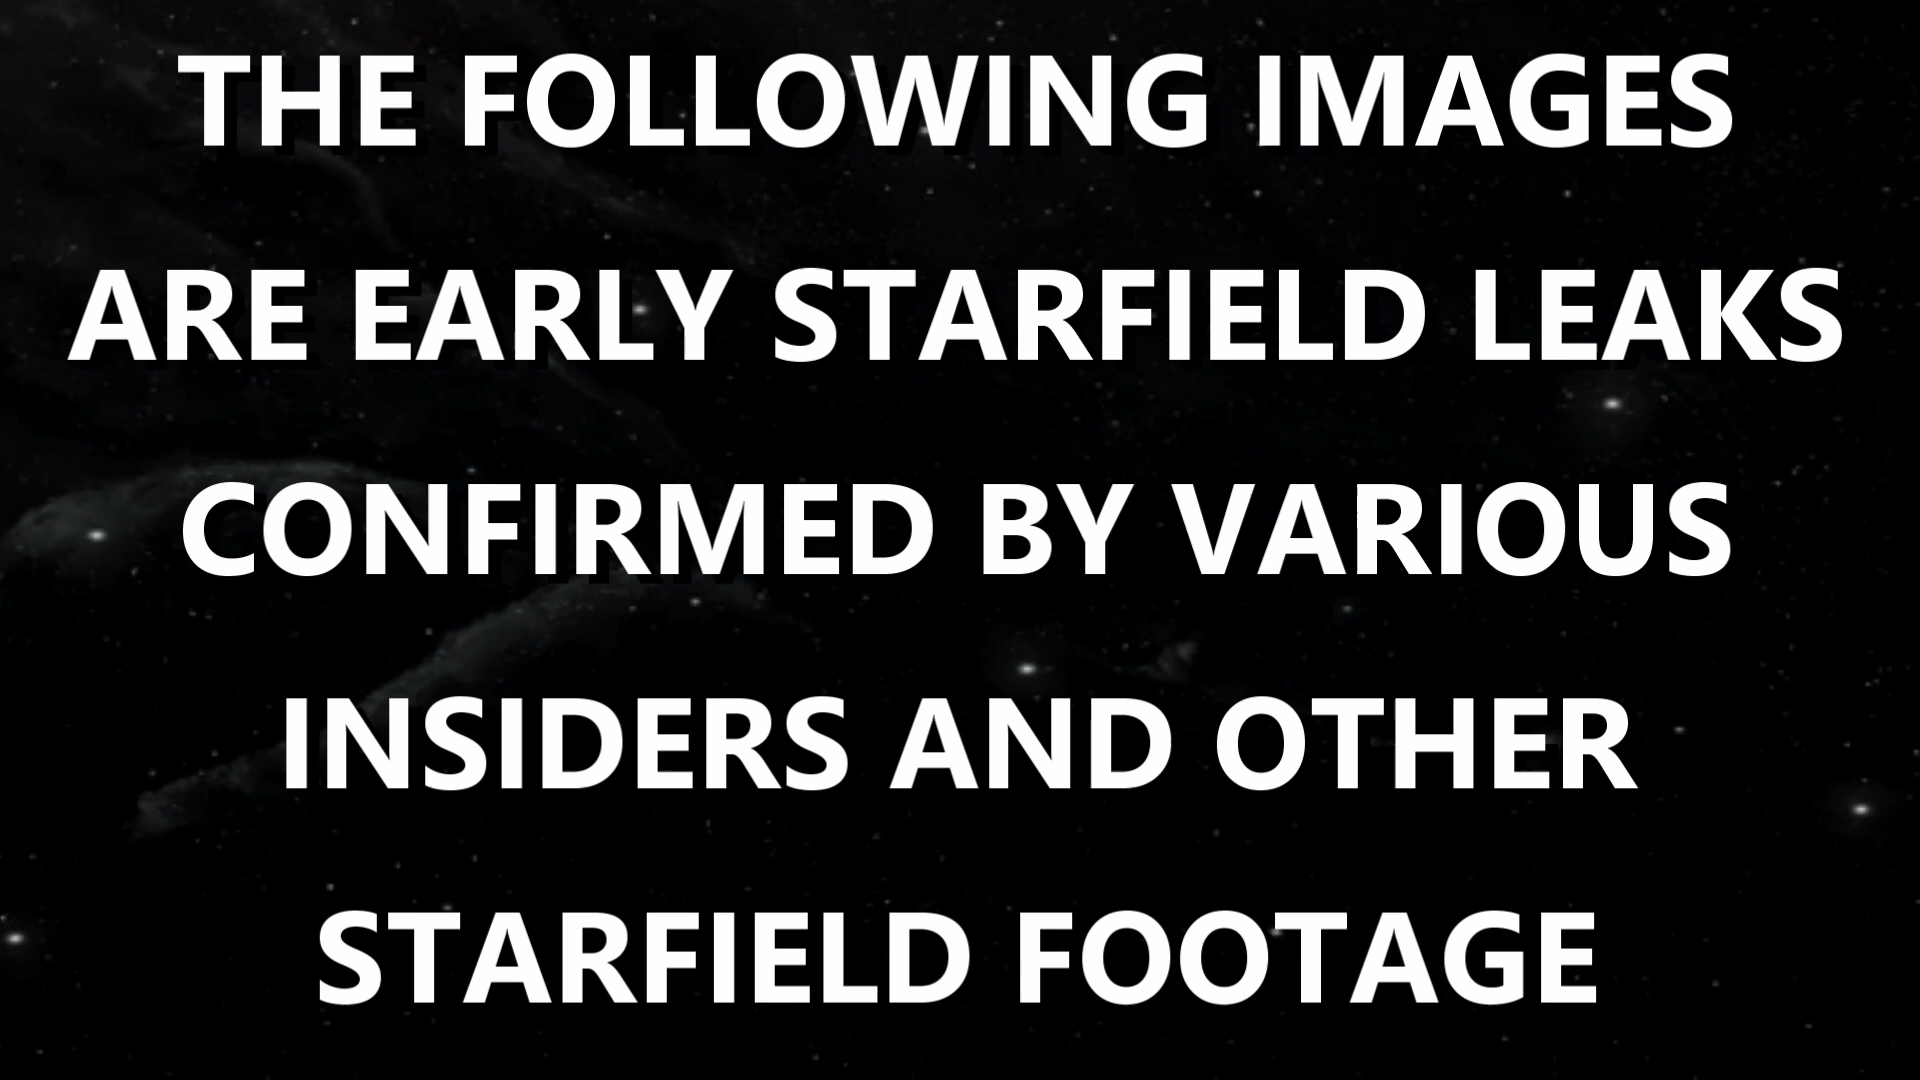 THE FOLLOWING IMAGES
ARE EARLY STARFIELD LEAKS
CONFIRMED BY VARIOUS
INSIDERS AND OTHER
STARFIELD FOOTAGE